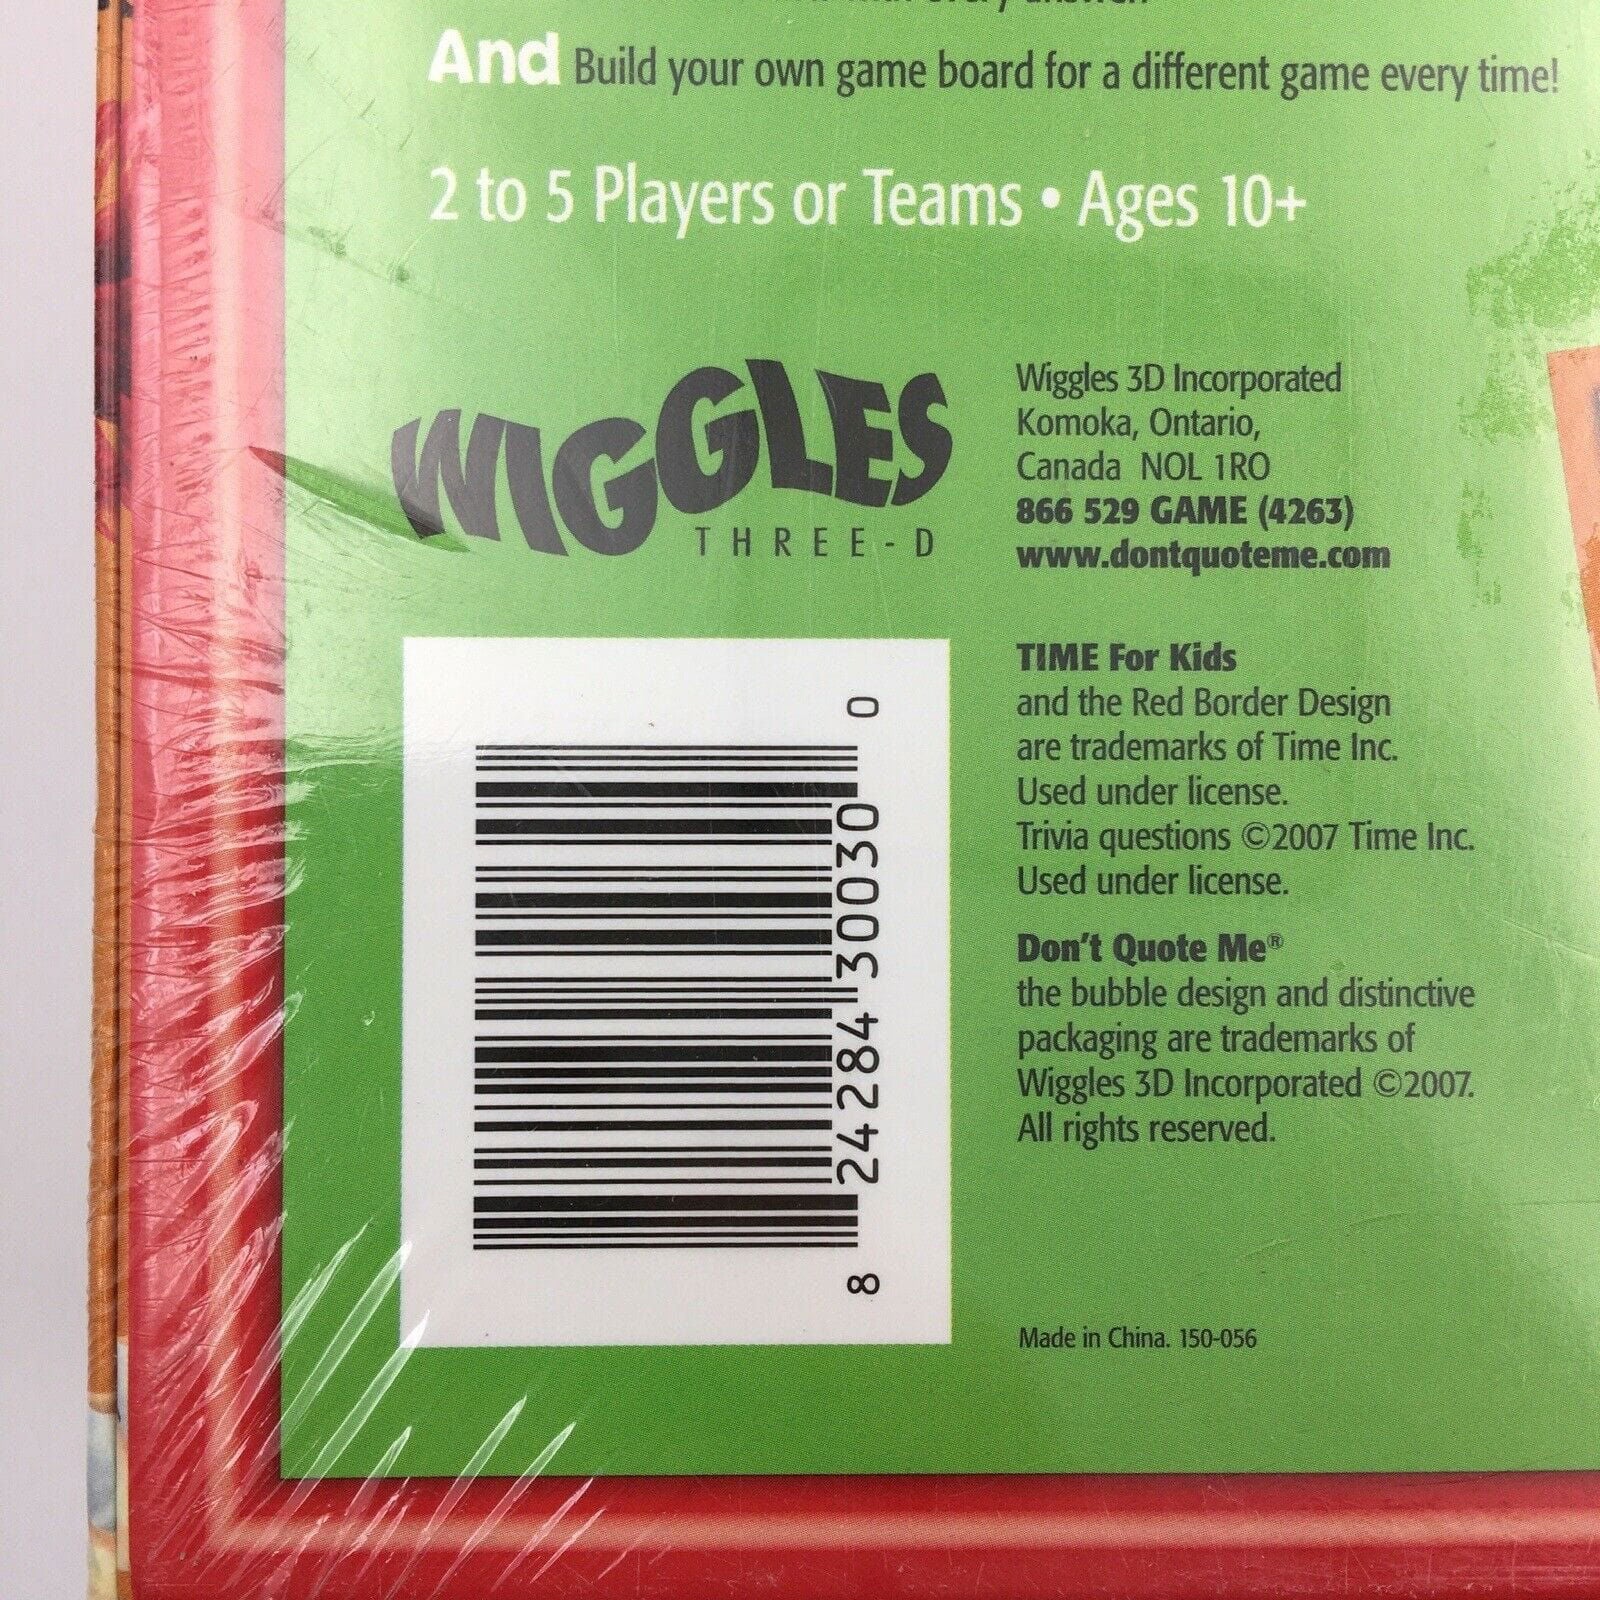 every answer!
And Build your own game board for a different game every time!
2 to 5 Players or Teams • Ages 10+
WIGGLES
THREE-D
Wiggles 3D Incorporated
Komoka, Ontario,
Canada NOL 1RO
866 529 GAME (4263)
www.dontquoteme.com
TIME For Kids
and the Red Border Design
are trademarks of Time Inc.
Used under license.
Trivia questions ©2007 Time Inc.
Used under license.
Don't Quote Me®
the bubble design and distinctive
packaging are trademarks of
Wiggles 3D Incorporated ©2007.
All rights reserved.
8 24284 30030 0
Made in China. 150-056